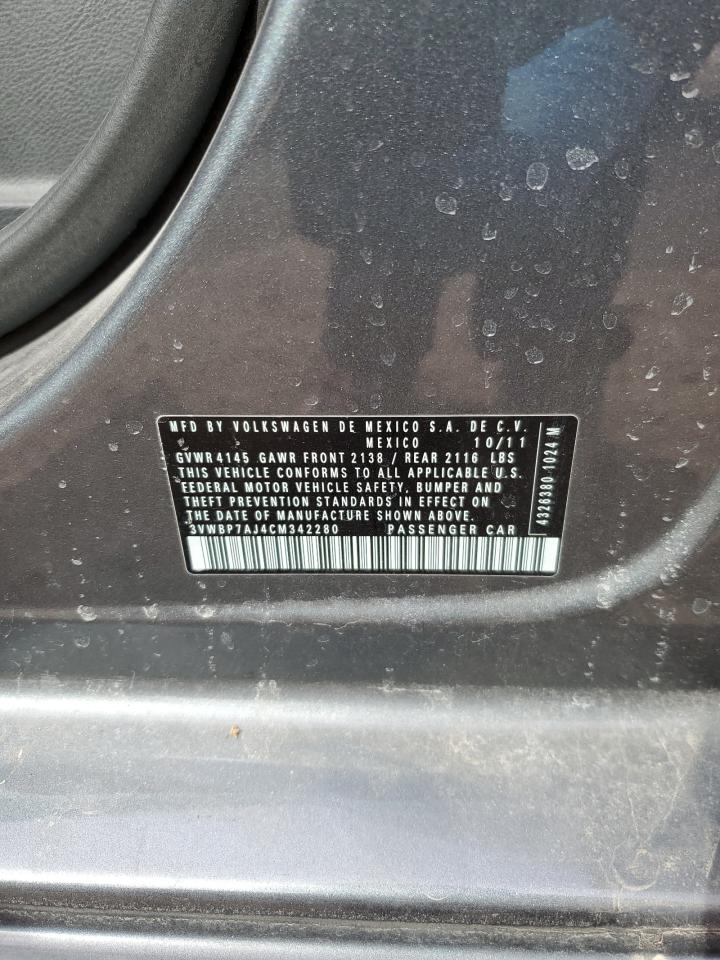 MFD BY VOLKSWAGEN DE MEXICO S.A. DE C.V.
MEXICO 10/11
GVWR 4145 GAWR FRONT 2138 / REAR 2116 LBS
THIS VEHICLE CONFORMS TO ALL APPLICABLE U.S.
FEDERAL MOTOR VEHICLE SAFETY, BUMPER AND
THEFT PREVENTION STANDARDS IN EFFECT ON
THE DATE OF MANUFACTURE SHOWN ABOVE.
3VWBP7AJ4CM342280 PASSENGER CAR
4326380 1024 M